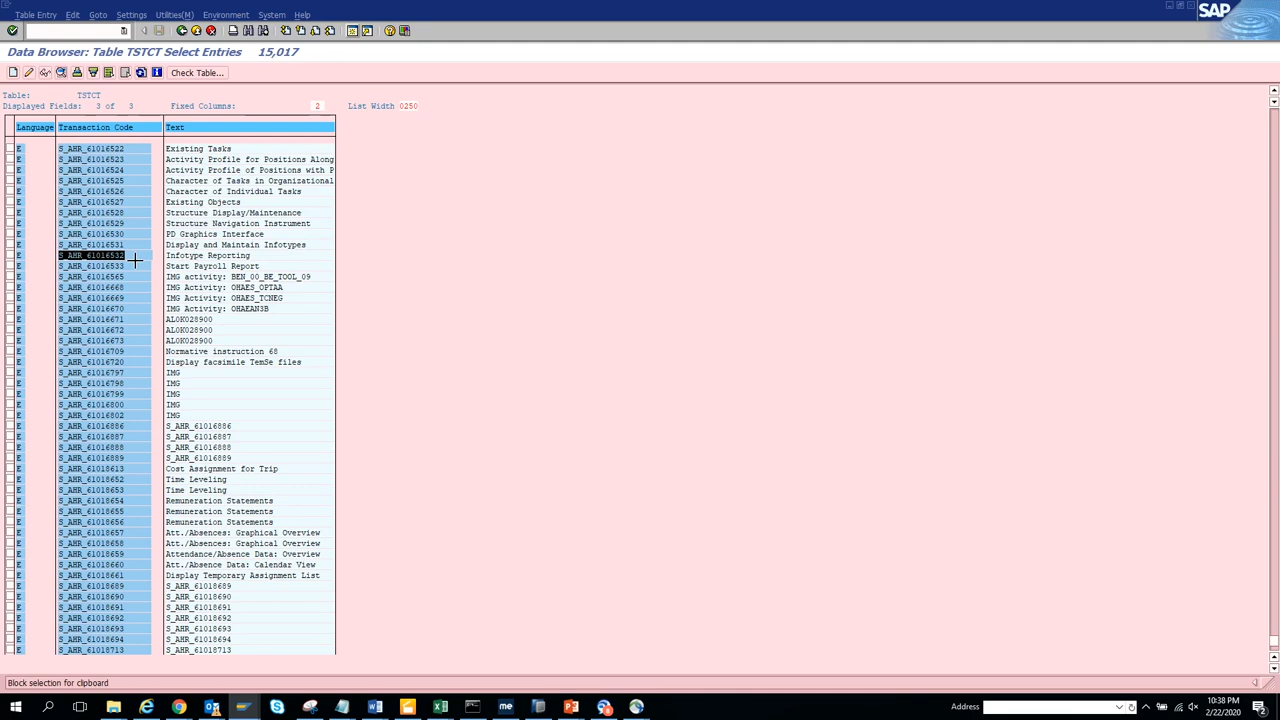 Table Entry Edit Goto Settings Utilities(M) Environment System Help
SAP
Data Browser: Table TSTCT Select Entries 15,017
Check Table...
Table: TSTCT
Displayed Fields: 3 of 3 Fixed Columns: 2 List Width 0250
Language Transaction Code Text
E S_AHR_61016522 Existing Tasks
E S_AHR_61016523 Activity Profile for Positions Along
E S_AHR_61016524 Activity Profile of Positions with P
E S_AHR_61016525 Character of Tasks in Organizational
E S_AHR_61016526 Character of Individual Tasks
E S_AHR_61016527 Existing Objects
E S_AHR_61016528 Structure Display/Maintenance
E S_AHR_61016529 Structure Navigation Instrument
E S_AHR_61016530 PD Graphics Interface
E S_AHR_61016531 Display and Maintain Infotypes
E S_AHR_61016532 Infotype Reporting
E S_AHR_61016533 Start Payroll Report
E S_AHR_61016565 IMG activity: BEN_00_BE_TOOL_09
E S_AHR_61016668 IMG Activity: OHAES_OPTAA
E S_AHR_61016669 IMG Activity: OHAES_TCNEG
E S_AHR_61016670 IMG Activity: OHAEAN3B
E S_AHR_61016671 AL0K028900
E S_AHR_61016672 AL0K028900
E S_AHR_61016673 AL0K028900
E S_AHR_61016709 Normative instruction 68
E S_AHR_61016720 Display facsimile TemSe files
E S_AHR_61016797 IMG
E S_AHR_61016798 IMG
E S_AHR_61016799 IMG
E S_AHR_61016800 IMG
E S_AHR_61016802 IMG
E S_AHR_61016886 S_AHR_61016886
E S_AHR_61016887 S_AHR_61016887
E S_AHR_61016888 S_AHR_61016888
E S_AHR_61016889 S_AHR_61016889
E S_AHR_61018613 Cost Assignment for Trip
E S_AHR_61018652 Time Leveling
E S_AHR_61018653 Time Leveling
E S_AHR_61018654 Remuneration Statements
E S_AHR_61018655 Remuneration Statements
E S_AHR_61018656 Remuneration Statements
E S_AHR_61018657 Att./Absences: Graphical Overview
E S_AHR_61018658 Att./Absences: Graphical Overview
E S_AHR_61018659 Attendance/Absence Data: Overview
E S_AHR_61018660 Att./Absence Data: Calendar View
E S_AHR_61018661 Display Temporary Assignment List
E S_AHR_61018689 S_AHR_61018689
E S_AHR_61018690 S_AHR_61018690
E S_AHR_61018691 S_AHR_61018691
E S_AHR_61018692 S_AHR_61018692
E S_AHR_61018693 S_AHR_61018693
E S_AHR_61018694 S_AHR_61018694
E S_AHR_61018713 S_AHR_61018713
Block selection for clipboard
me
Address
10:38 PM
2/22/2020
2